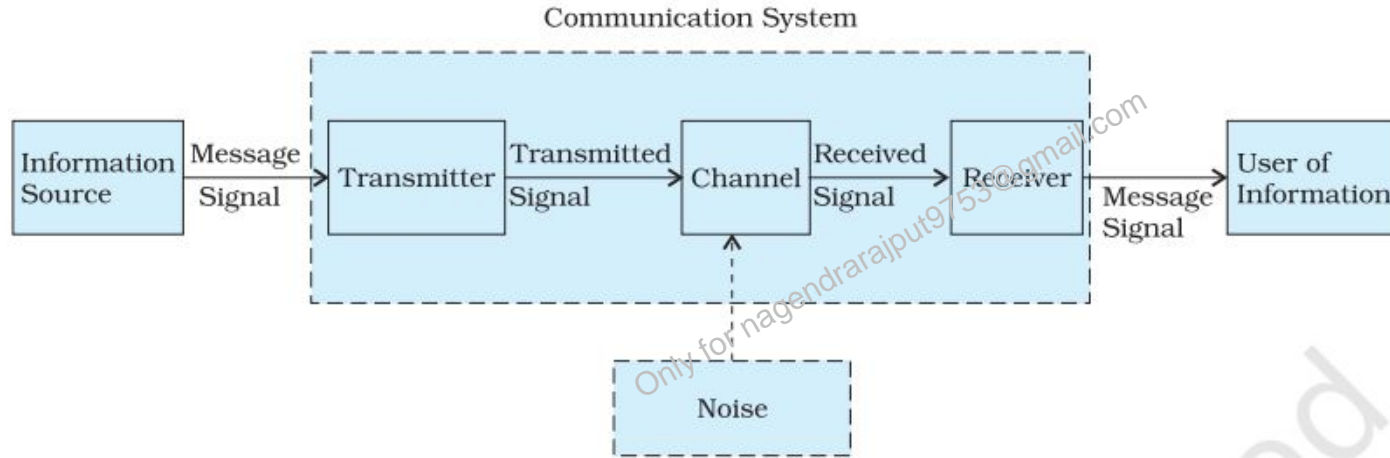 Communication System
Information
Source
Message
Signal
Transmitter
Transmitted
Signal
Channel
Received
Signal
Receiver
Message
Signal
User of
Information
Noise
Only for nagendrarajput9753@gmail.com